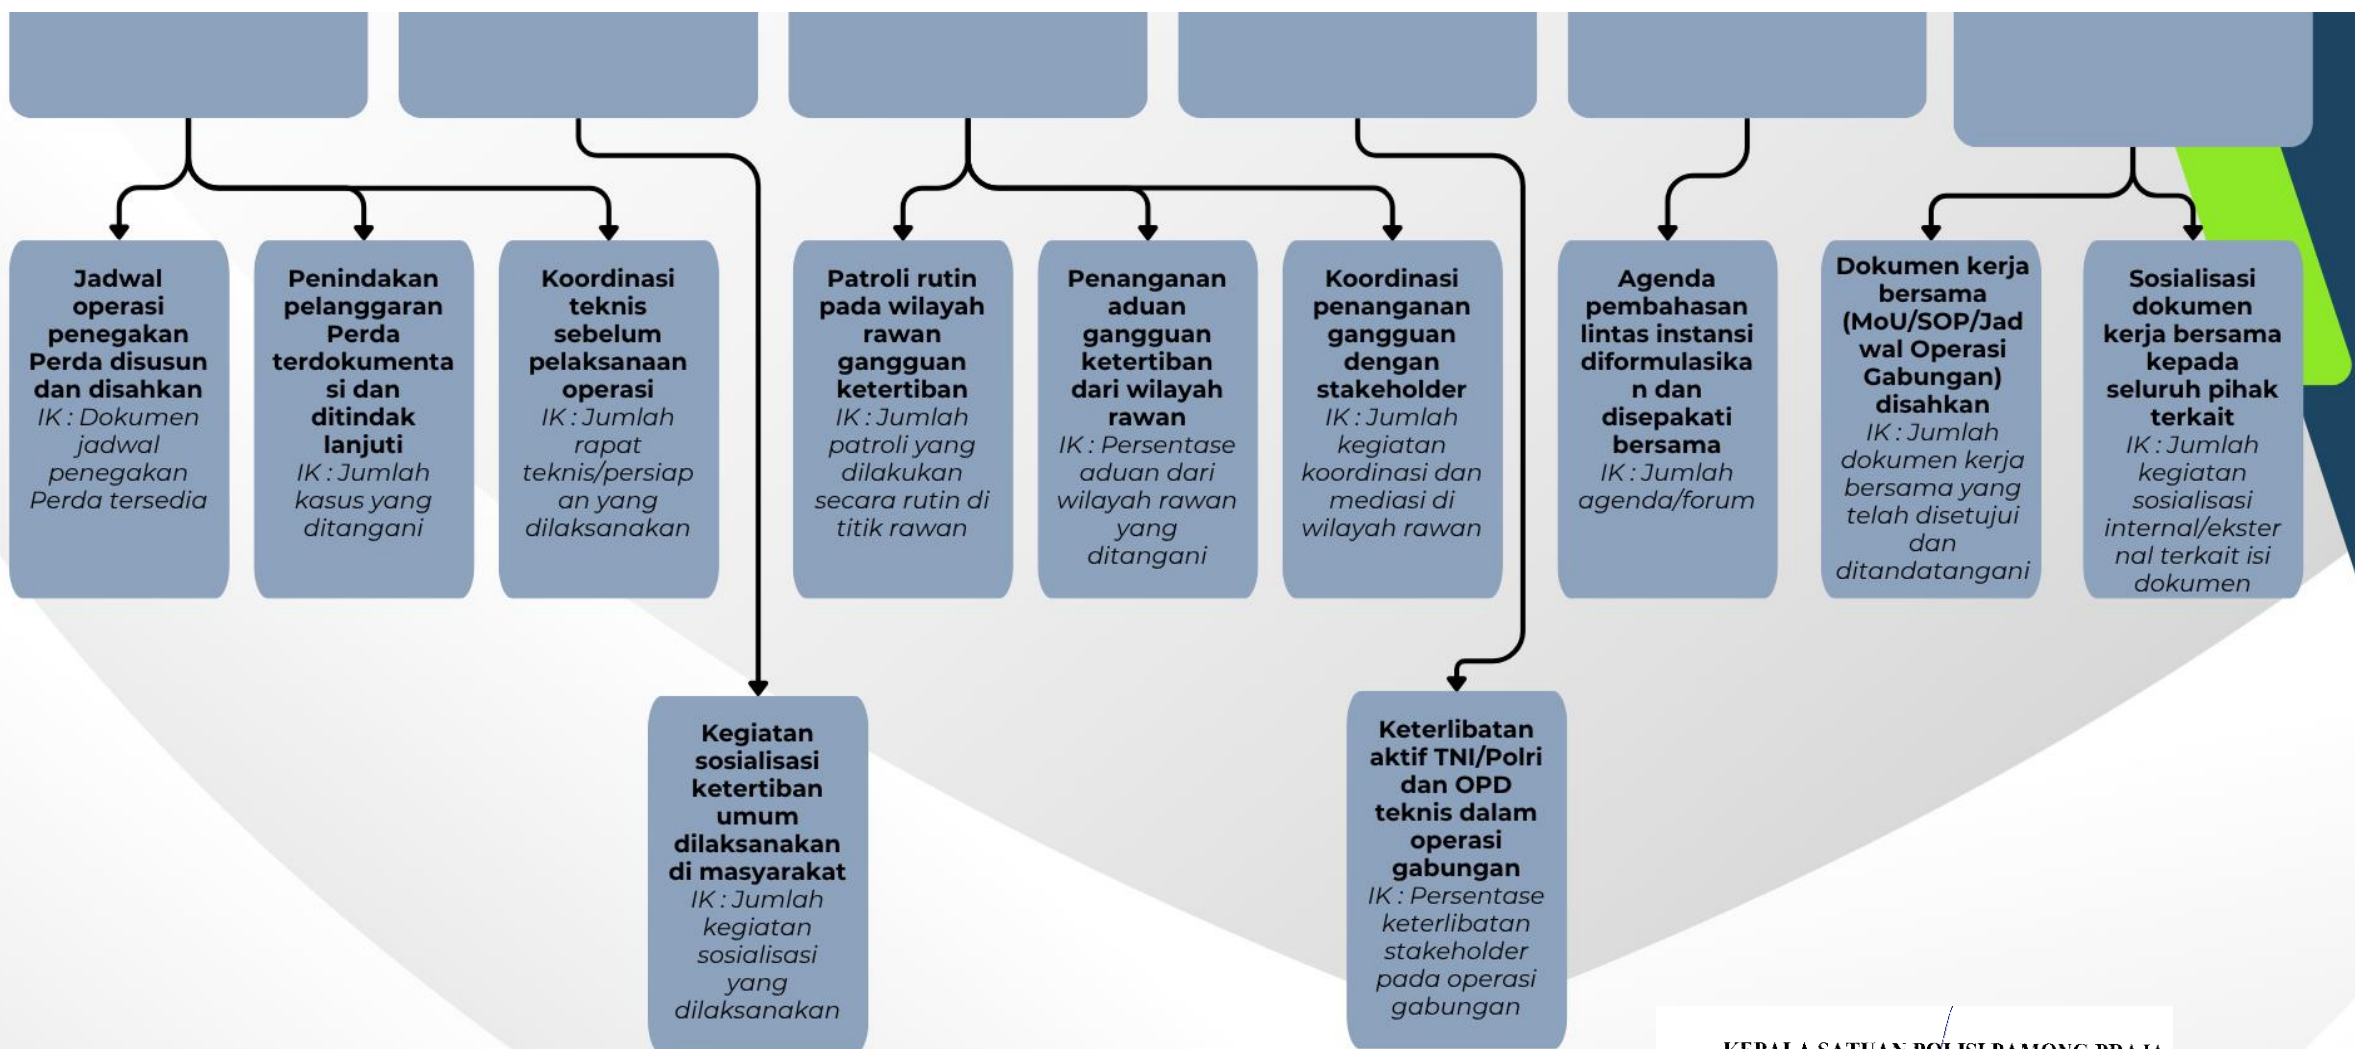 Jadwal
operasi
penegakan
Perda disusun
dan disahkan
IK : Dokumen
jadwal
penegakan
Perda tersedia
Penindakan
pelanggaran
Perda
terdokumenta
si dan
ditindak
lanjuti
IK : Jumlah
kasus yang
ditangani
Koordinasi
teknis
sebelum
pelaksanaan
operasi
IK : Jumlah
rapat
teknis/persiap
an yang
dilaksanakan
Patroli rutin
pada wilayah
rawan
gangguan
ketertiban
IK : Jumlah
patroli yang
dilakukan
secara rutin di
titik rawan
Penanganan
aduan
gangguan
ketertiban
dari wilayah
rawan
IK : Persentase
aduan dari
wilayah rawan
yang
ditangani
Koordinasi
penanganan
gangguan
dengan
stakeholder
IK : Jumlah
kegiatan
koordinasi dan
mediasi di
wilayah rawan
Agenda
pembahasan
lintas instansi
diformulasika
n dan
disepakati
bersama
IK : Jumlah
agenda/forum
Dokumen kerja
bersama
(MoU/SOP/Jad
wal Operasi
Gabungan)
disahkan
IK : Jumlah
dokumen kerja
bersama yang
telah disetujui
dan
ditandatangani
Sosialisasi
dokumen
kerja bersama
kepada
seluruh pihak
terkait
IK : Jumlah
kegiatan
sosialisasi
internal/ekster
nal terkait isi
dokumen
Kegiatan
sosialisasi
ketertiban
umum
dilaksanakan
di masyarakat
IK : Jumlah
kegiatan
sosialisasi
yang
dilaksanakan
Keterlibatan
aktif TNI/Polri
dan OPD
teknis dalam
operasi
gabungan
IK : Persentase
keterlibatan
stakeholder
pada operasi
gabungan
KEPALA SATUAN POLISI PAMONG PRAJA